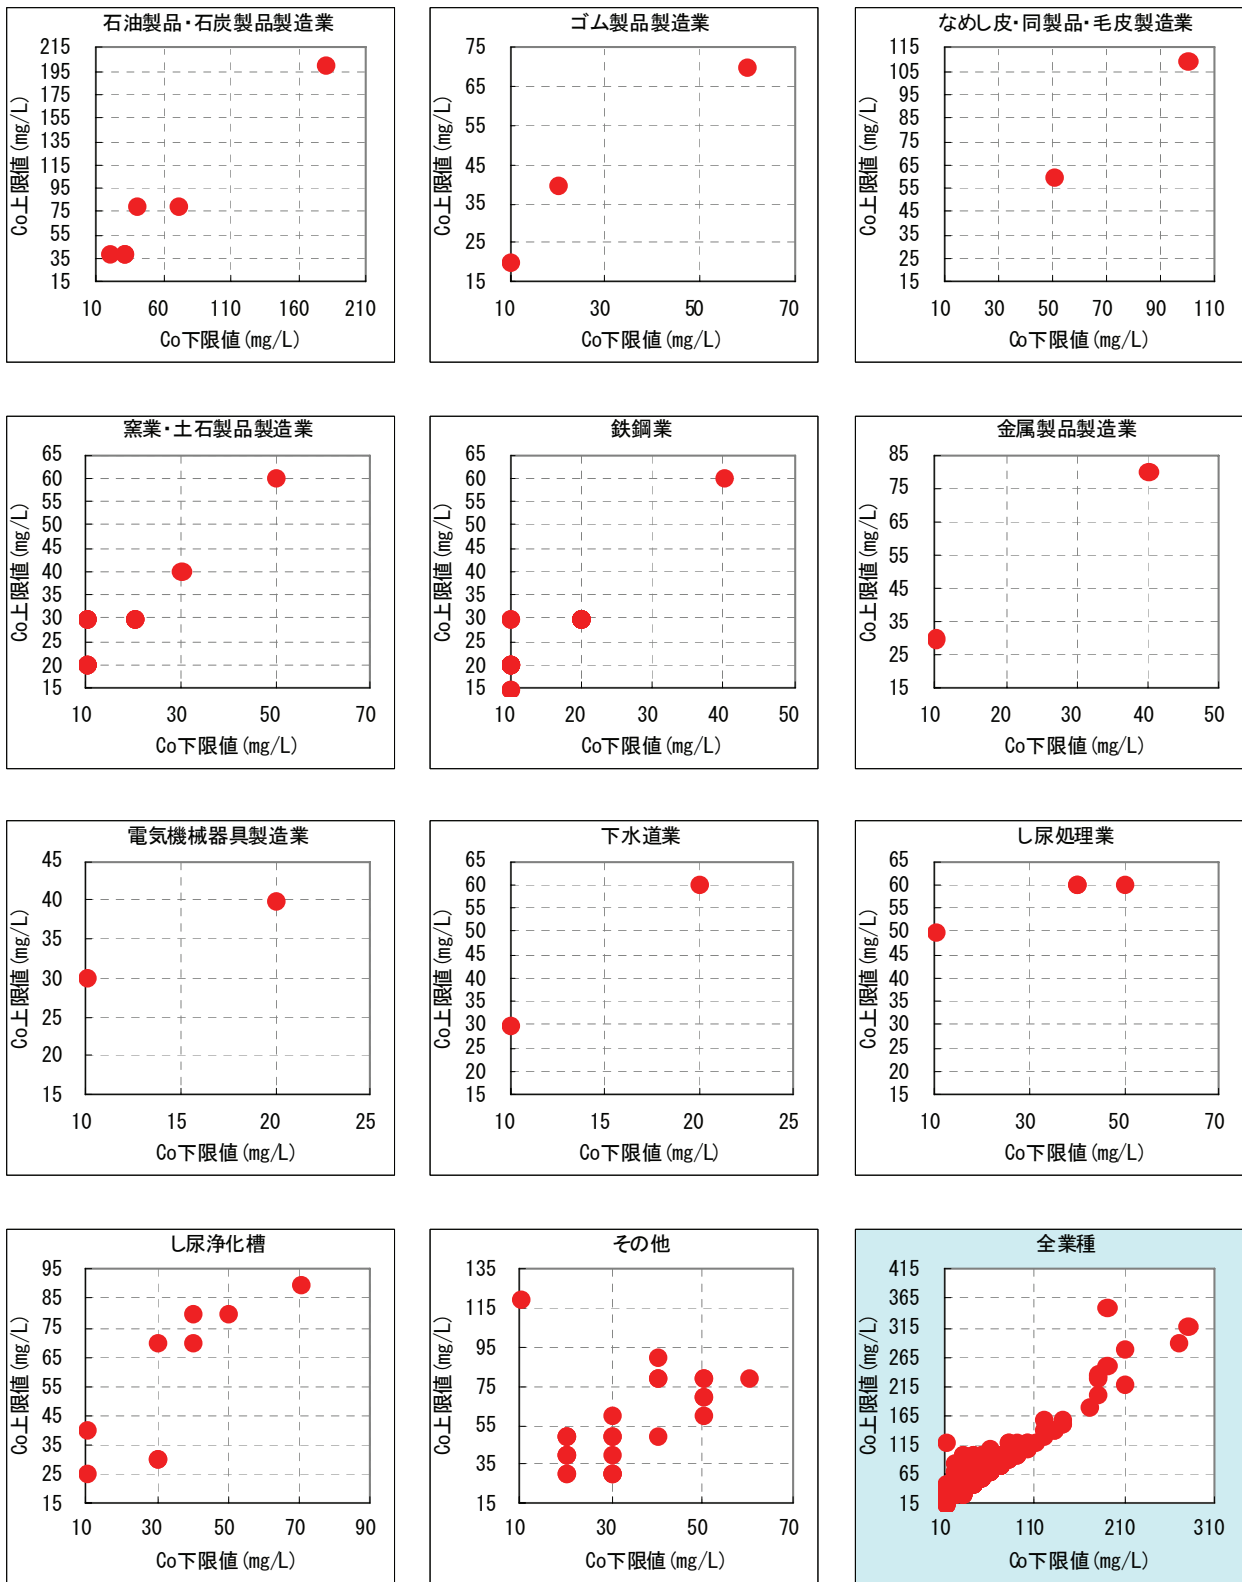 石油製品・石炭製品製造業
Co上限値(mg/L)
215
195
175
155
135
115
95
75
55
35
15
10 60 110 160 210
Co下限値(mg/L)
ゴム製品製造業
Co上限値(mg/L)
75
65
55
45
35
25
15
10 30 50 70
Co下限値(mg/L)
なめし皮・同製品・毛皮製造業
Co上限値(mg/L)
115
105
95
85
75
65
55
45
35
25
15
10 30 50 70 90 110
Co下限値(mg/L)
窯業・土石製品製造業
Co上限値(mg/L)
65
60
55
50
45
40
35
30
25
20
15
10 30 50 70
Co下限値(mg/L)
鉄鋼業
Co上限値(mg/L)
65
60
55
50
45
40
35
30
25
20
15
10 20 30 40 50
Co下限値(mg/L)
金属製品製造業
Co上限値(mg/L)
85
75
65
55
45
35
25
15
10 20 30 40 50
Co下限値(mg/L)
電気機械器具製造業
Co上限値(mg/L)
45
40
35
30
25
20
15
10 15 20 25
Co下限値(mg/L)
下水道業
Co上限値(mg/L)
65
60
55
50
45
40
35
30
25
20
15
10 15 20 25
Co下限値(mg/L)
し尿処理業
Co上限値(mg/L)
65
60
55
50
45
40
35
30
25
20
15
10 30 50 70
Co下限値(mg/L)
し尿浄化槽
Co上限値(mg/L)
95
85
75
65
55
45
35
25
15
10 30 50 70 90
Co下限値(mg/L)
その他
Co上限値(mg/L)
135
115
95
75
55
35
15
10 30 50 70
Co下限値(mg/L)
全業種
Co上限値(mg/L)
415
365
315
265
215
165
115
65
15
10 110 210 310
Co下限値(mg/L)